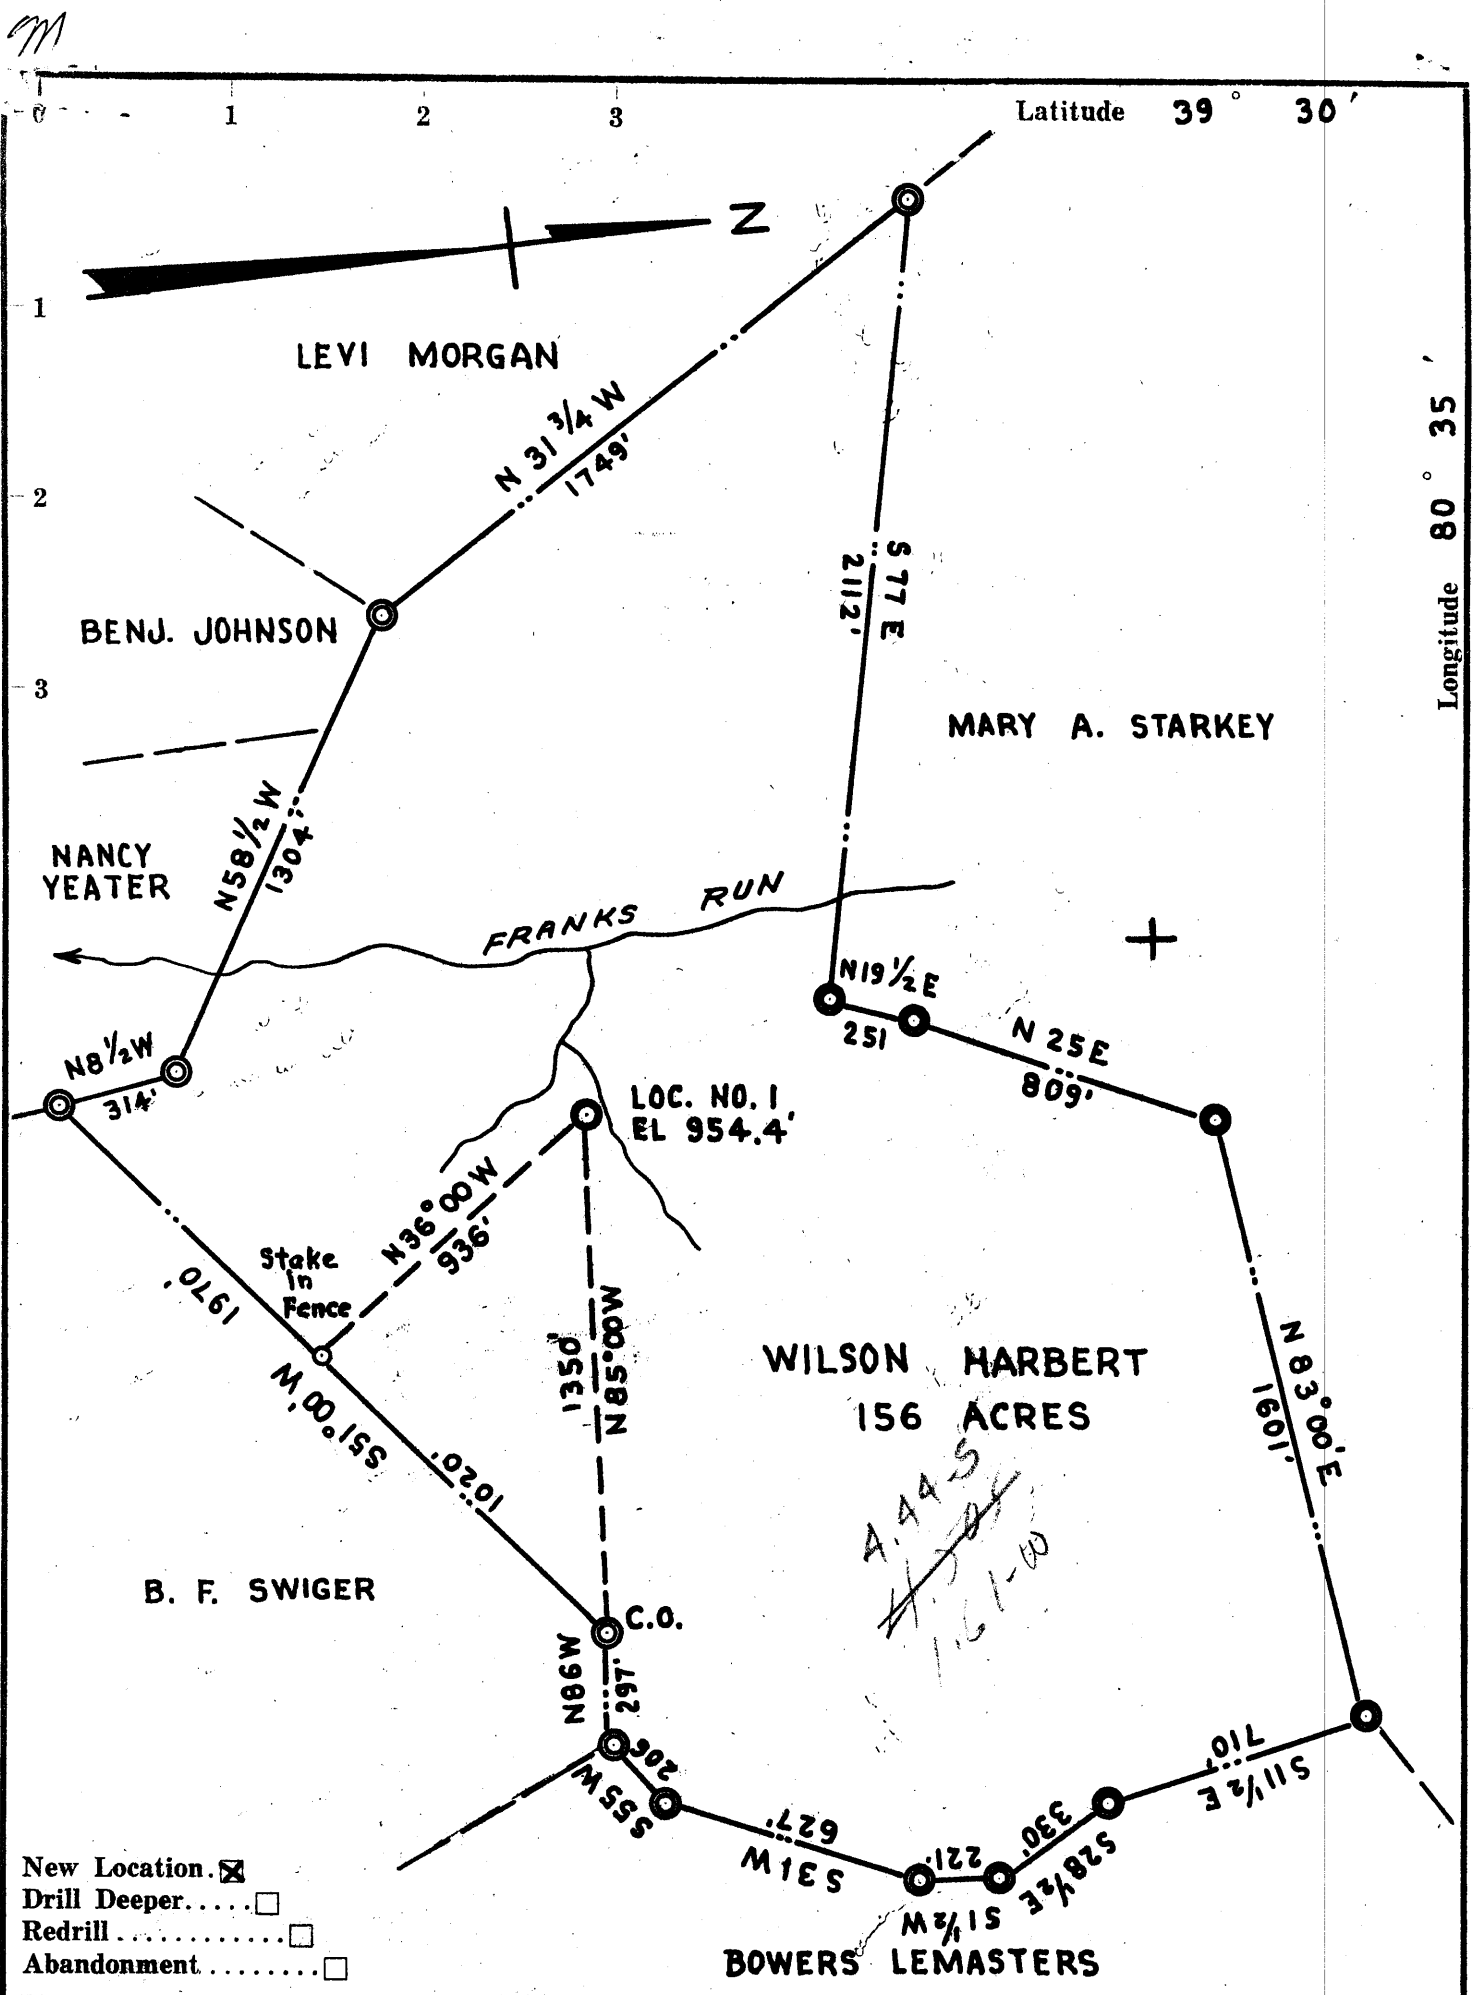 M
0 1 2 3 Latitude 39° 30'
1
2
3
Longitude 80° 35'
N
LEVI MORGAN
N 31 3/4 W
1749'
S 77 E
2112'
BENJ. JOHNSON
MARY A. STARKEY
N58 1/2 W
1304'
NANCY
YEATER
FRANKS RUN
N19 1/2 E
251
N 25E
809'
N8 1/2 W
314'
LOC. NO. 1
EL 954.4'
N36°00W
936'
Stake
in
Fence
1970'
S51°00'W
1020'
1350'
N85°00W
WILSON HARBERT
156 ACRES
4.44-S
1.61-W
N83°00'E
1601'
B. F. SWIGER
C.O.
N86W
297'
206'
S55W
627'
S31W
221'
S1 1/2 W
330'
S28 1/2 E
710'
S11 1/2 E
BOWERS LEMASTERS
New Location. ☒
Drill Deeper..... ☐
Redrill............ ☐
Abandonment........ ☐